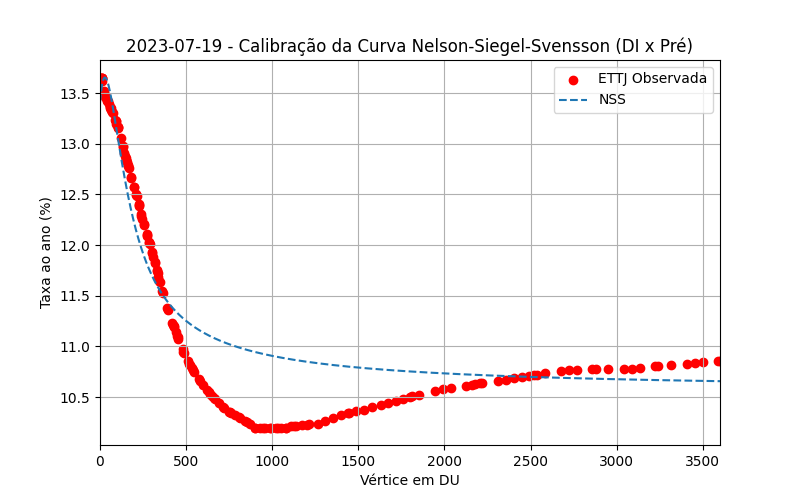 2023-07-19 - Calibração da Curva Nelson-Siegel-Svensson (DI x Pré)
ETTJ Observada
NSS
Taxa ao ano (%)
13.5
13.0
12.5
12.0
11.5
11.0
10.5
0 500 1000 1500 2000 2500 3000 3500
Vértice em DU